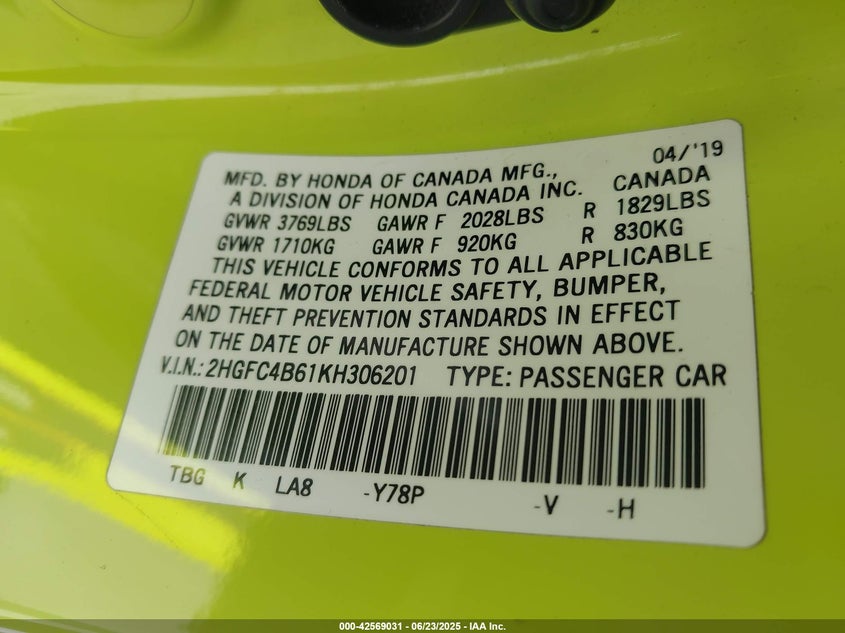 04/'19
MFD. BY HONDA OF CANADA MFG., CANADA
A DIVISION OF HONDA CANADA INC.
GVWR 3769LBS GAWR F 2028LBS R 1829LBS
GVWR 1710KG GAWR F 920KG R 830KG
THIS VEHICLE CONFORMS TO ALL APPLICABLE
FEDERAL MOTOR VEHICLE SAFETY, BUMPER,
AND THEFT PREVENTION STANDARDS IN EFFECT
ON THE DATE OF MANUFACTURE SHOWN ABOVE.
V.I.N.: 2HGFC4B61KH306201 TYPE: PASSENGER CAR
TBG K LA8 -Y78P -V -H
000-42569031 - 06/23/2025 - IAA Inc.